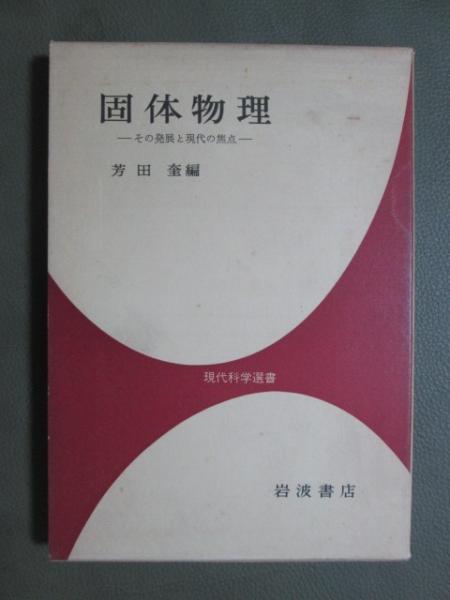 固体物理
―その発展と現代の焦点―
芳田 奎編
現代科学選書
岩波書店